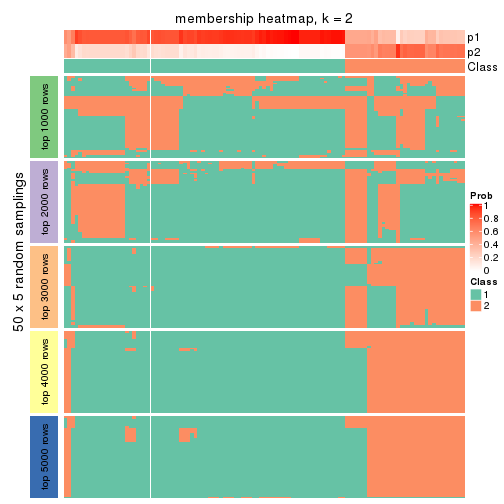 membership heatmap, k = 2
p1
p2
Class
50 x 5 random samplings
top 1000 rows
top 2000 rows
top 3000 rows
top 4000 rows
top 5000 rows
Prob
1
0.8
0.6
0.4
0.2
0
Class
1
2